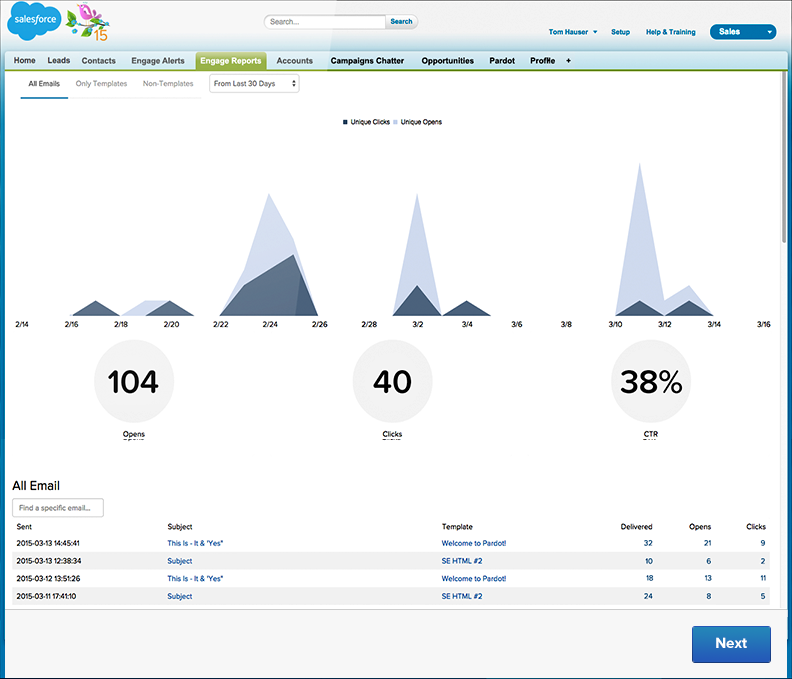 salesforce
15
Search...
Search
Tom Hauser
Setup
Help & Training
Sales
Home Leads Contacts Engage Alerts Engage Reports Accounts Campaigns Chatter Opportunities Pardot Profile +
All Emails Only Templates Non-Templates From Last 30 Days
Unique Clicks Unique Opens
2/14 2/16 2/18 2/20 2/22 2/24 2/26 2/28 3/2 3/4 3/6 3/8 3/10 3/12 3/14 3/16
104 40 38%
Opens Clicks CTR
All Email
Find a specific email...
Sent Subject Template Delivered Opens Clicks
2015-03-13 14:45:41 This Is - It & 'Yes" Welcome to Pardot! 32 21 9
2015-03-13 12:38:34 Subject SE HTML #2 10 6 2
2015-03-12 13:51:26 This Is - It & 'Yes" Welcome to Pardot! 18 13 11
2015-03-11 17:41:10 Subject SE HTML #2 24 8 5
Next